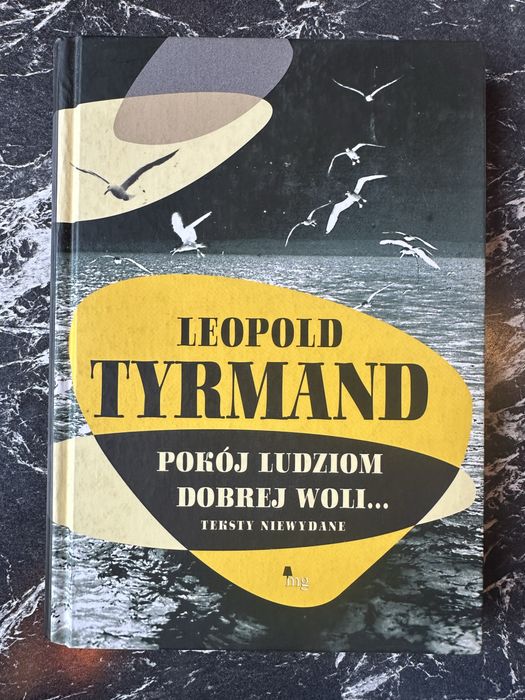 LEOPOLD
TYRMAND
POKÓJ LUDZIOM
DOBREJ WOLI...
TEKSTY NIEWYDANE
mg